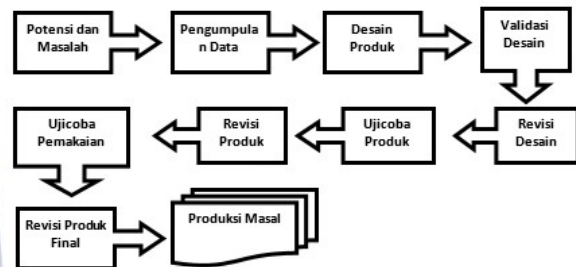 Potensi dan
Masalah
Pengumpula
n Data
Desain
Produk
Validasi
Desain
Revisi
Desain
Ujicoba
Produk
Revisi
Produk
Ujicoba
Pemakaian
Revisi Produk
Final
Produksi Masal